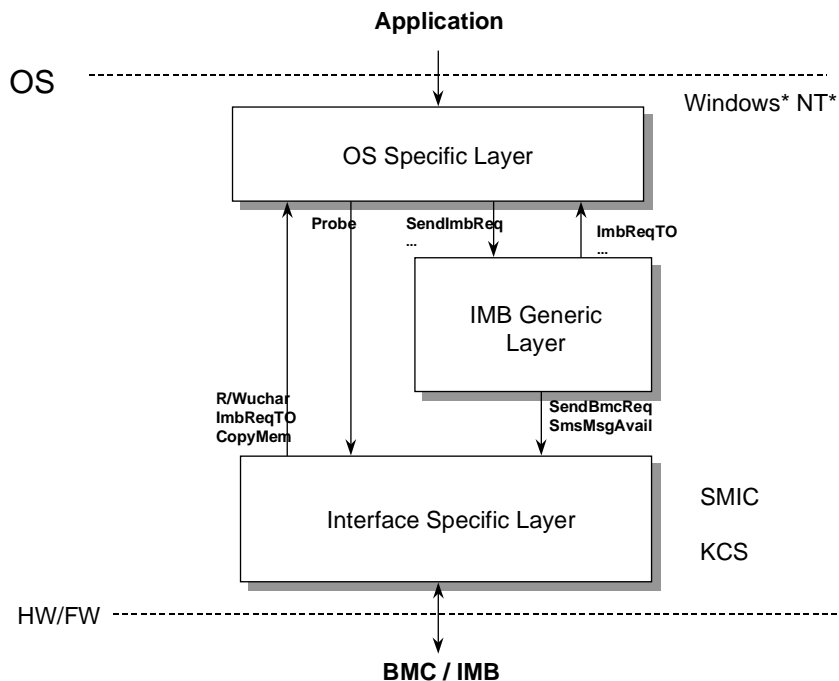 Application
OS
Windows* NT*
OS Specific Layer
Probe
SendImbReq
...
ImbReqTO
...
IMB Generic
Layer
R/Wuchar
ImbReqTO
CopyMem
SendBmcReq
SmsMsgAvail
Interface Specific Layer
SMIC
KCS
HW/FW
BMC / IMB